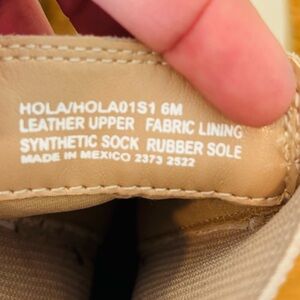 HOLA/HOLA01S1 6M
LEATHER UPPER FABRIC LINING
SYNTHETIC SOCK RUBBER SOLE
MADE IN MEXICO 2373 2522